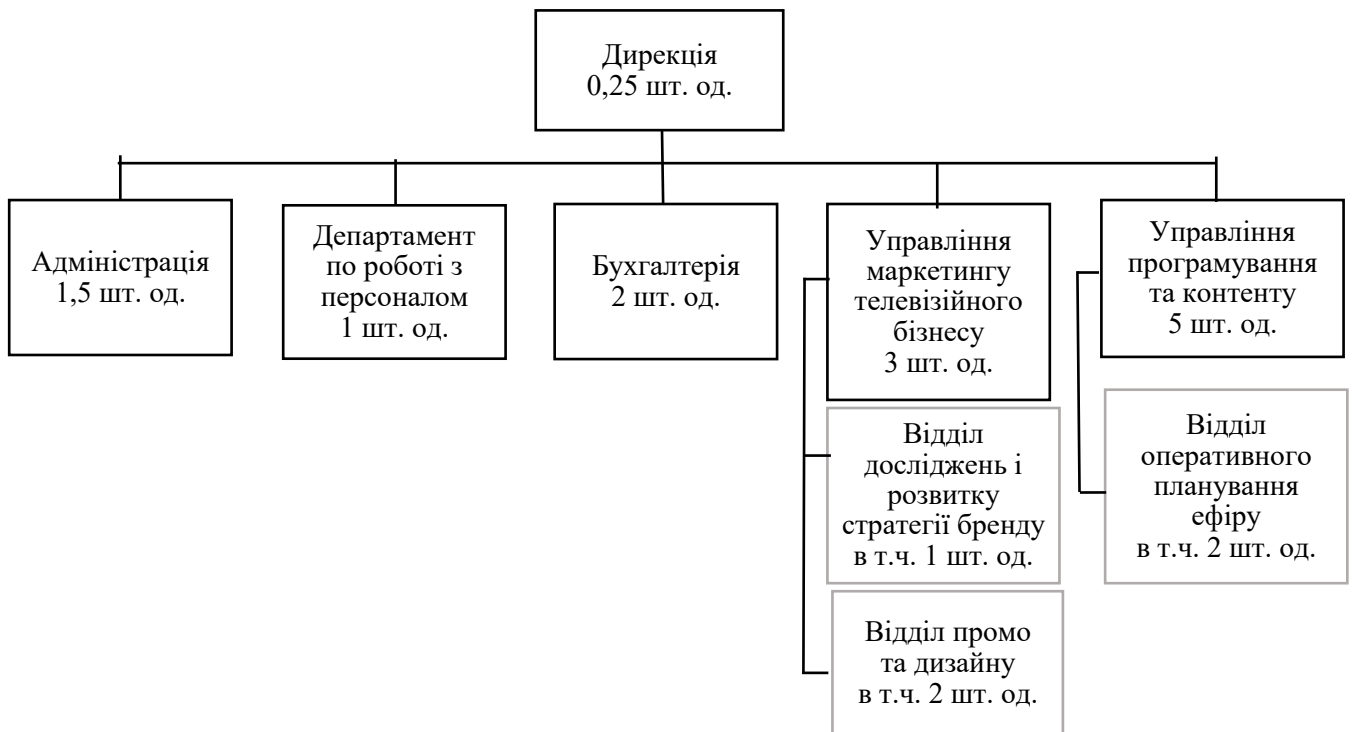 Дирекція
0,25 шт. од.
Адміністрація
1,5 шт. од.
Департамент
по роботі з
персоналом
1 шт. од.
Бухгалтерія
2 шт. од.
Управління
маркетингу
телевізійного
бізнесу
3 шт. од.
Управління
програмування
та контенту
5 шт. од.
Відділ
досліджень і
розвитку
стратегії бренду
в т.ч. 1 шт. од.
Відділ
оперативного
планування
ефіру
в т.ч. 2 шт. од.
Відділ промо
та дизайну
в т.ч. 2 шт. од.